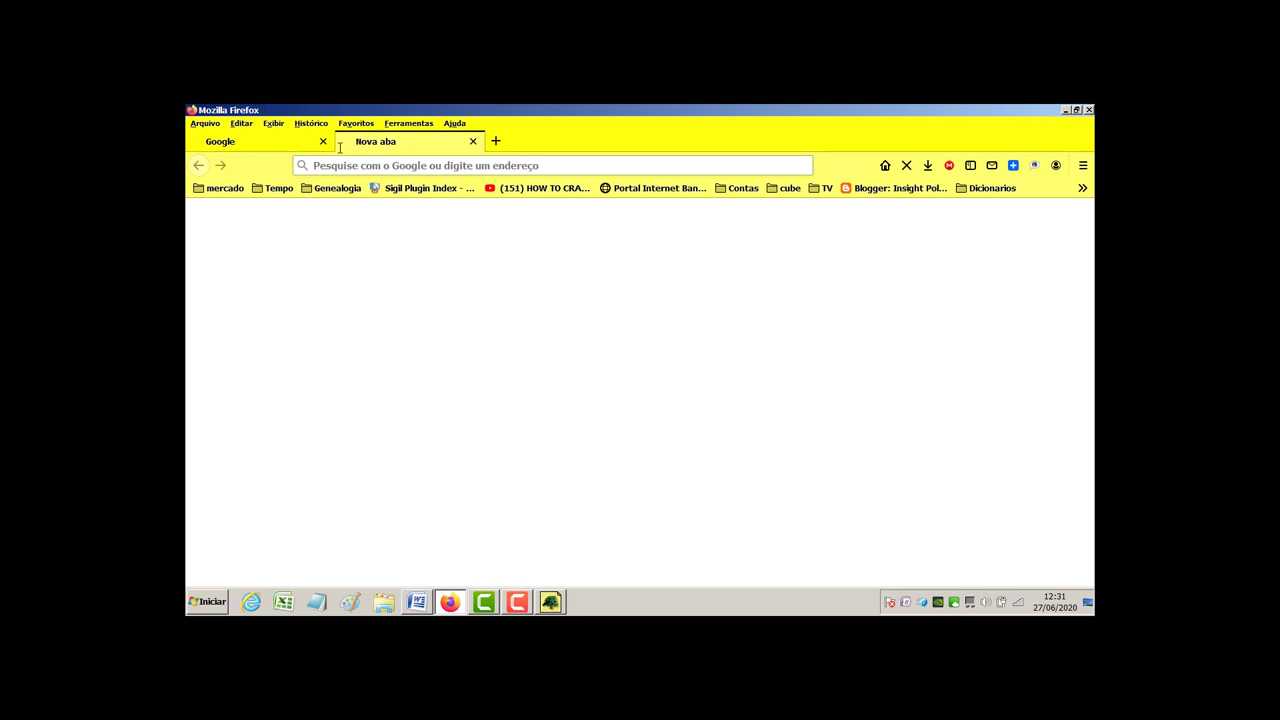 Mozilla Firefox
Arquivo Editar Exibir Histórico Favoritos Ferramentas Ajuda
Google Nova aba
Pesquise com o Google ou digite um endereço
mercado Tempo Genealogia Sigil Plugin Index - ... (151) HOW TO CRA... Portal Internet Ban... Contas cube TV Blogger: Insight Pol... Dicionarios
Iniciar 12:31
27/06/2020